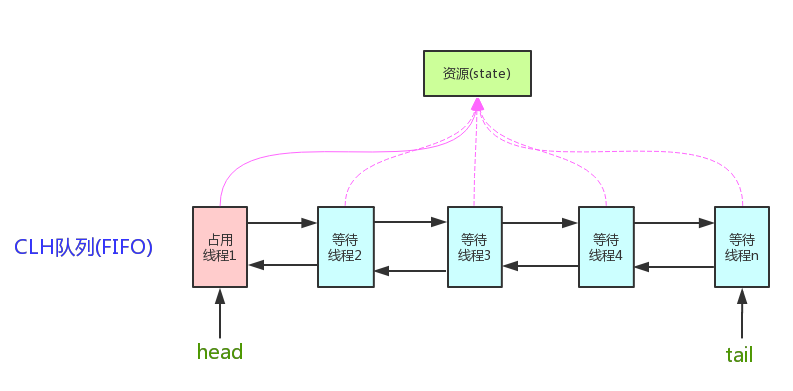 资源(state)
CLH队列(FIFO)
占用
线程1
等待
线程2
等待
线程3
等待
线程4
等待
线程n
head
tail